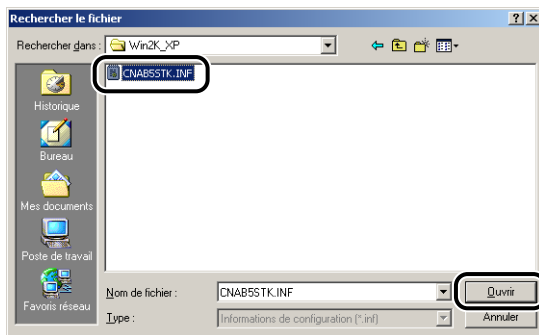 Rechercher le fichier
Rechercher dans : Win2K_XP
CNAB5STK.INF
Historique
Bureau
Mes documents
Poste de travail
Favoris réseau
Nom de fichier : CNAB5STK.INF Ouvrir
Type : Informations de configuration (*.inf) Annuler